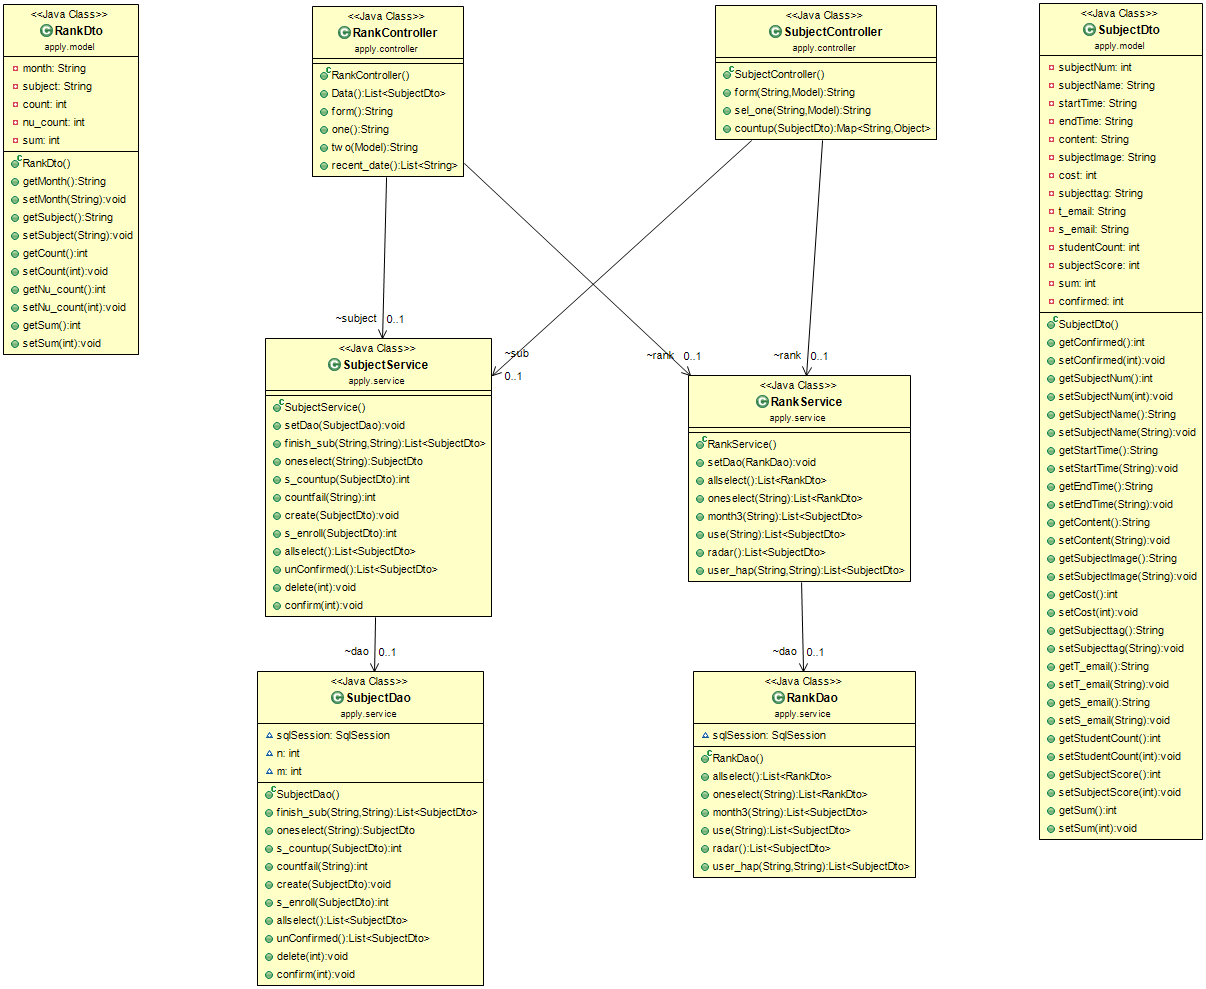 <<Java Class>>
RankDto
apply.model
month: String
subject: String
count: int
nu_count: int
sum: int
RankDto()
getMonth():String
setMonth(String):void
getSubject():String
setSubject(String):void
getCount():int
setCount(int):void
getNu_count():int
setNu_count(int):void
getSum():int
setSum(int):void
<<Java Class>>
RankController
apply.controller
RankController()
Data():List<SubjectDto>
form():String
one():String
two(Model):String
recent_date():List<String>
<<Java Class>>
SubjectController
apply.controller
SubjectController()
form(String,Model):String
sel_one(String,Model):String
countup(SubjectDto):Map<String,Object>
~subject 0..1
~sub
0..1
~rank 0..1
~rank 0..1
<<Java Class>>
SubjectService
apply.service
SubjectService()
setDao(SubjectDao):void
finish_sub(String,String):List<SubjectDto>
oneselect(String):SubjectDto
s_countup(SubjectDto):int
countfail(String):int
create(SubjectDto):void
s_enroll(SubjectDto):int
allselect():List<SubjectDto>
unConfirmed():List<SubjectDto>
delete(int):void
confirm(int):void
<<Java Class>>
RankService
apply.service
RankService()
setDao(RankDao):void
allselect():List<RankDto>
oneselect(String):List<RankDto>
month3(String):List<SubjectDto>
use(String):List<SubjectDto>
radar():List<SubjectDto>
user_hap(String,String):List<SubjectDto>
~dao 0..1
~dao 0..1
<<Java Class>>
SubjectDao
apply.service
sqlSession: SqlSession
n: int
m: int
SubjectDao()
finish_sub(String,String):List<SubjectDto>
oneselect(String):SubjectDto
s_countup(SubjectDto):int
countfail(String):int
create(SubjectDto):void
s_enroll(SubjectDto):int
allselect():List<SubjectDto>
unConfirmed():List<SubjectDto>
delete(int):void
confirm(int):void
<<Java Class>>
RankDao
apply.service
sqlSession: SqlSession
RankDao()
allselect():List<RankDto>
oneselect(String):List<RankDto>
month3(String):List<SubjectDto>
use(String):List<SubjectDto>
radar():List<SubjectDto>
user_hap(String,String):List<SubjectDto>
<<Java Class>>
SubjectDto
apply.model
subjectNum: int
subjectName: String
startTime: String
endTime: String
content: String
subjectImage: String
cost: int
subjecttag: String
t_email: String
s_email: String
studentCount: int
subjectScore: int
sum: int
confirmed: int
SubjectDto()
getConfirmed():int
setConfirmed(int):void
getSubjectNum():int
setSubjectNum(int):void
getSubjectName():String
setSubjectName(String):void
getStartTime():String
setStartTime(String):void
getEndTime():String
setEndTime(String):void
getContent():String
setContent(String):void
getSubjectImage():String
setSubjectImage(String):void
getCost():int
setCost(int):void
getSubjecttag():String
setSubjecttag(String):void
getT_email():String
setT_email(String):void
getS_email():String
setS_email(String):void
getStudentCount():int
setStudentCount(int):void
getSubjectScore():int
setSubjectScore(int):void
getSum():int
setSum(int):void